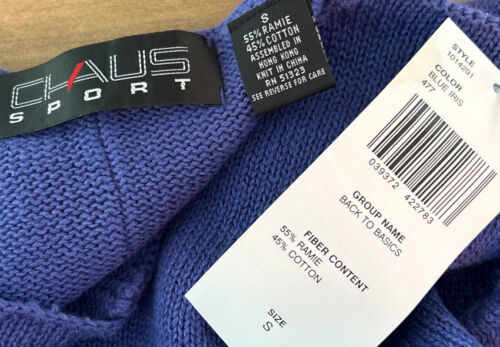 CHAUS
SPORT
S
55% RAMIE
45% COTTON
ASSEMBLED IN
HONG KONG
KNIT IN CHINA
RN 51323
SEE REVERSE FOR CARE
STYLE
1014291
COLOR
BLUE IRIS
477
039372 422783
GROUP NAME
BACK TO BASICS
FIBER CONTENT
55% RAMIE
45% COTTON
SIZE
S